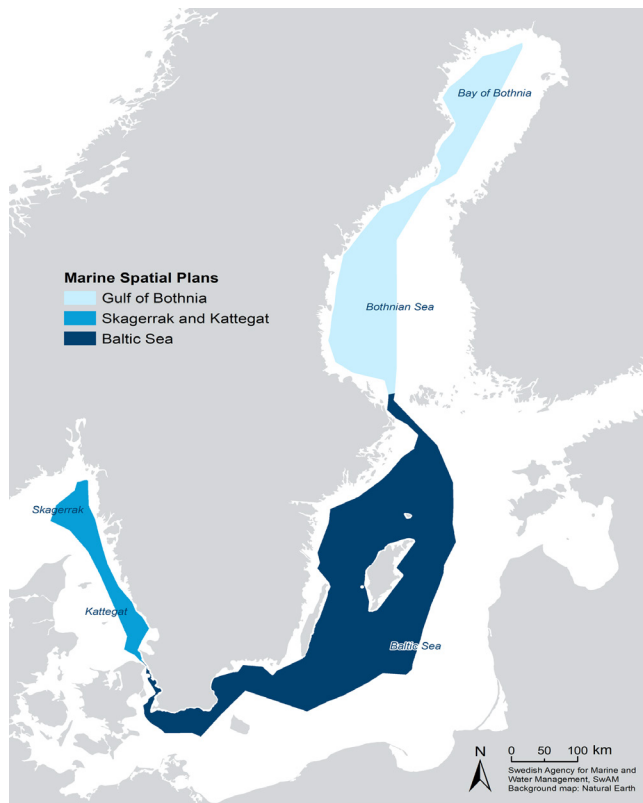 Bay of Bothnia
Marine Spatial Plans
Gulf of Bothnia
Skagerrak and Kattegat
Baltic Sea
Bothnian Sea
Skagerrak
Kattegat
Baltic Sea
N
0 50 100 km
Swedish Agency for Marine and
Water Management, SwAM
Background map: Natural Earth